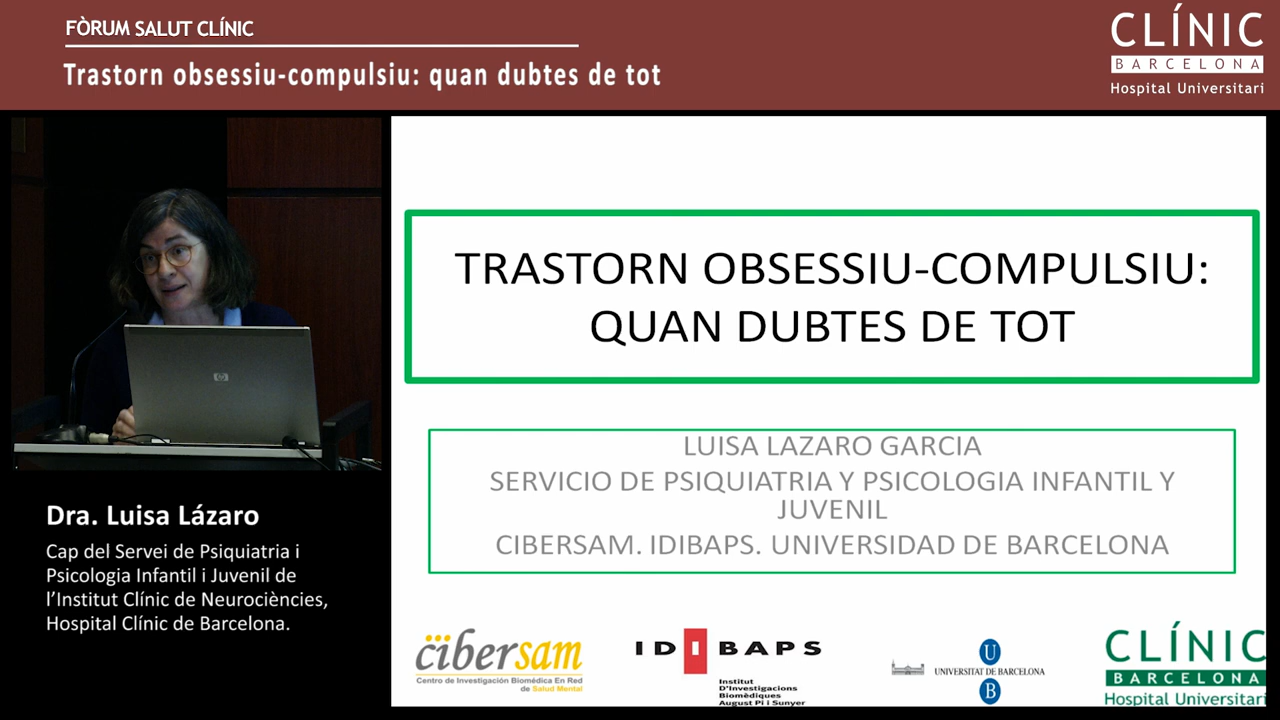 FÒRUM SALUT CLÍNIC
Trastorn obsessiu-compulsiu: quan dubtes de tot
CLÍNIC
BARCELONA
Hospital Universitari
TRASTORN OBSESSIU-COMPULSIU:
QUAN DUBTES DE TOT
LUISA LAZARO GARCIA
SERVICIO DE PSIQUIATRIA Y PSICOLOGIA INFANTIL Y
JUVENIL
CIBERSAM. IDIBAPS. UNIVERSIDAD DE BARCELONA
hp
Dra. Luisa Lázaro
Cap del Servei de Psiquiatria i
Psicologia Infantil i Juvenil de
l’Institut Clínic de Neurociències,
Hospital Clínic de Barcelona.
cibersam
Centro de Investigación Biomédica En Red
de Salud Mental
IDIBAPS
Institut
D'Investigacions
Biomèdiques
August Pi i Sunyer
UNIVERSITAT DE BARCELONA
U
B
CLÍNIC
BARCELONA
Hospital Universitari